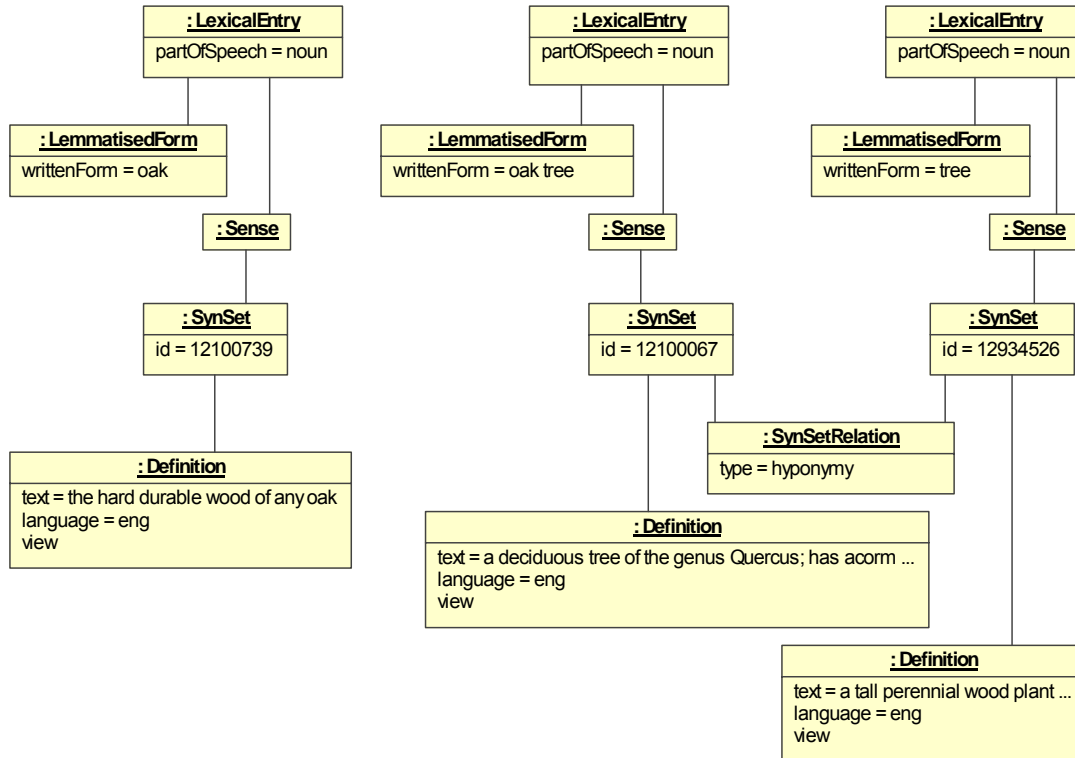 : LexicalEntry
partOfSpeech = noun
: LemmatisedForm
writtenForm = oak
: Sense
: SynSet
id = 12100739
: Definition
text = the hard durable wood of any oak
language = eng
view
: LexicalEntry
partOfSpeech = noun
: LemmatisedForm
writtenForm = oak tree
: Sense
: SynSet
id = 12100067
: SynSetRelation
type = hyponymy
: Definition
text = a deciduous tree of the genus Quercus; has acorm ...
language = eng
view
: LexicalEntry
partOfSpeech = noun
: LemmatisedForm
writtenForm = tree
: Sense
: SynSet
id = 12934526
: Definition
text = a tall perennial wood plant ...
language = eng
view